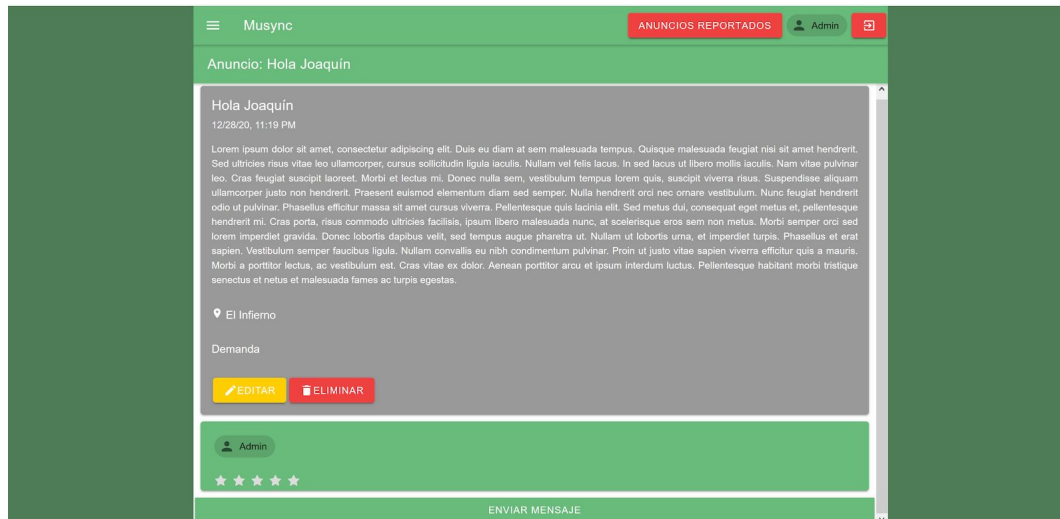 Musync
ANUNCIOS REPORTADOS
Admin
Anuncio: Hola Joaquín
Hola Joaquín
12/28/20, 11:19 PM
Lorem ipsum dolor sit amet, consectetur adipiscing elit. Duis eu diam at sem malesuada tempus. Quisque malesuada feugiat nisi sit amet hendrerit.
Sed ultricies risus vitae leo ullamcorper, cursus sollicitudin ligula iaculis. Nullam vel felis lacus. In sed lacus ut libero mollis iaculis. Nam vitae pulvinar
leo. Cras feugiat suscipit laoreet. Morbi et lectus mi. Donec nulla sem, vestibulum tempus lorem quis, suscipit viverra risus. Suspendisse aliquam
ullamcorper justo non hendrerit. Praesent euismod elementum diam sed semper. Nulla hendrerit orci nec ornare vestibulum. Nunc feugiat hendrerit
odio ut pulvinar. Phasellus efficitur massa sit amet cursus viverra. Pellentesque quis lacinia elit. Sed metus dui, consequat eget metus et, pellentesque
hendrerit mi. Cras porta, risus commodo ultricies facilisis, ipsum libero malesuada nunc, at scelerisque eros sem non metus. Morbi semper orci sed
lorem imperdiet gravida. Donec lobortis dapibus velit, sed tempus augue pharetra ut. Nullam ut lobortis urna, et imperdiet turpis. Phasellus et erat
sapien. Vestibulum semper faucibus ligula. Nullam convallis eu nibh condimentum pulvinar. Proin ut justo vitae sapien viverra efficitur quis a mauris.
Morbi a porttitor lectus, ac vestibulum est. Cras vitae ex dolor. Aenean porttitor arcu et ipsum interdum luctus. Pellentesque habitant morbi tristique
senectus et netus et malesuada fames ac turpis egestas.
El Infierno
Demanda
EDITAR
ELIMINAR
Admin
ENVIAR MENSAJE